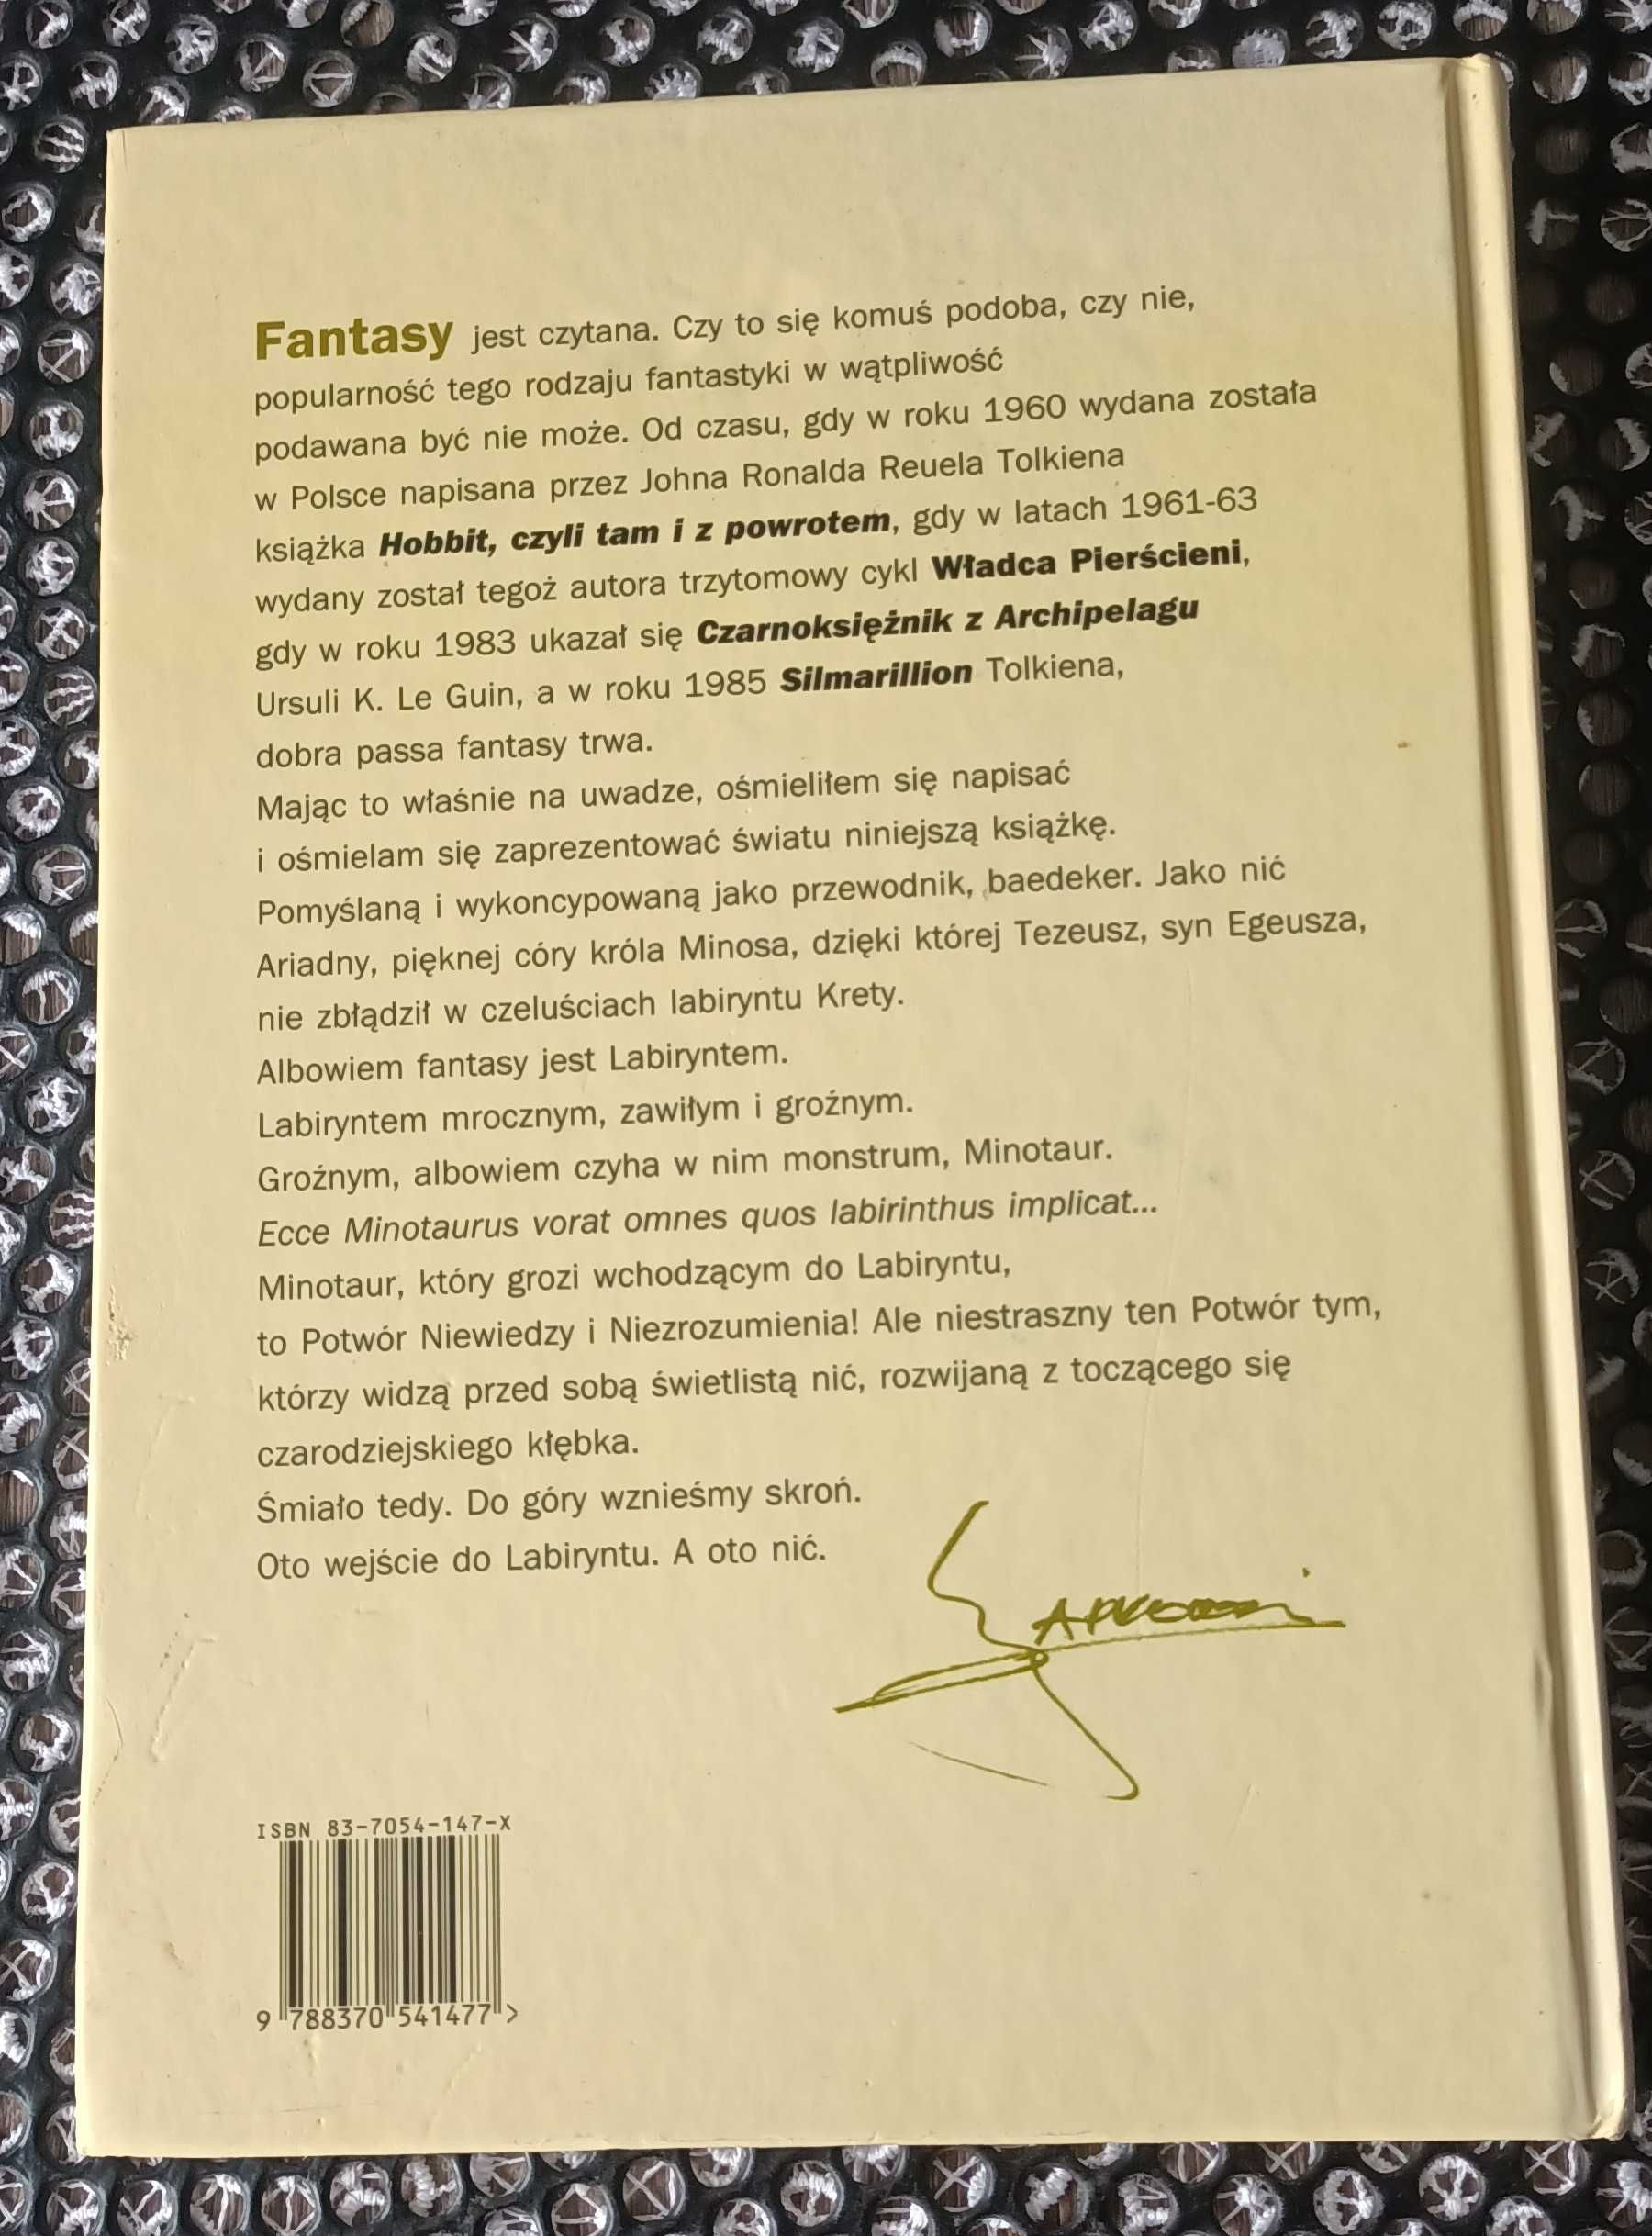 Fantasy jest czytana. Czy to się komuś podoba, czy nie,
popularność tego rodzaju fantastyki w wątpliwość
podawana być nie może. Od czasu, gdy w roku 1960 wydana została
w Polsce napisana przez Johna Ronalda Reuela Tolkiena
książka Hobbit, czyli tam i z powrotem, gdy w latach 1961-63
wydany został tegoż autora trzytomowy cykl Władca Pierścieni,
gdy w roku 1983 ukazał się Czarnoksiężnik z Archipelagu
Ursuli K. Le Guin, a w roku 1985 Silmarillion Tolkiena,
dobra passa fantasy trwa.
Mając to właśnie na uwadze, ośmieliłem się napisać
i ośmielam się zaprezentować światu niniejszą książkę.
Pomyślaną i wykoncypowaną jako przewodnik, baedeker. Jako nić
Ariadny, pięknej córy króla Minosa, dzięki której Tezeusz, syn Egeusza,
nie zbłądził w czeluściach labiryntu Krety.
Albowiem fantasy jest Labiryntem.
Labiryntem mrocznym, zawiłym i groźnym.
Groźnym, albowiem czyha w nim monstrum, Minotaur.
Ecce Minotaurus vorat omnes quos labirinthus implicat...
Minotaur, który grozi wchodzącym do Labiryntu,
to Potwór Niewiedzy i Niezrozumienia! Ale niestraszny ten Potwór tym,
którzy widzą przed sobą świetlistą nić, rozwijaną z toczącego się
czarodziejskiego kłębka.
Śmiało tedy. Do góry wznieśmy skroń.
Oto wejście do Labiryntu. A oto nić.
ISBN 83-7054-147-X
9 788370 541477 >